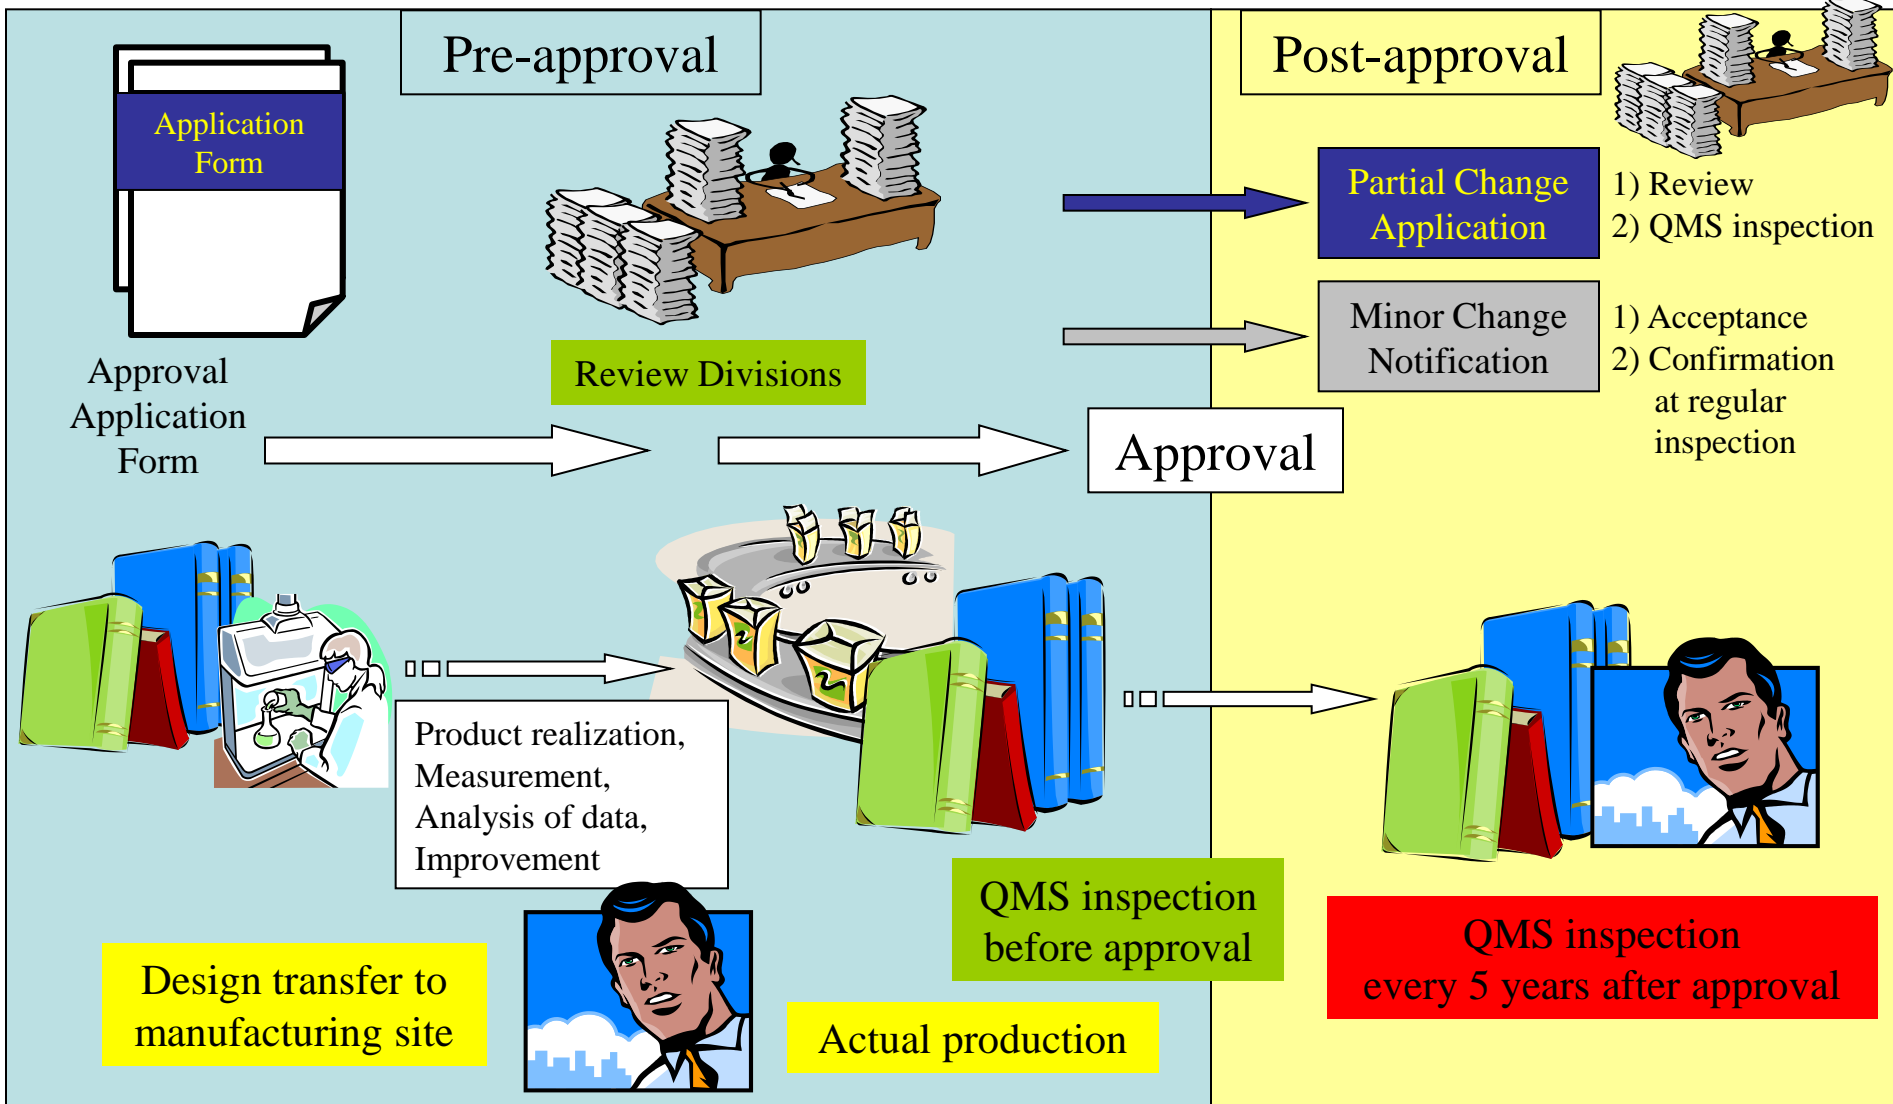 Pre-approval
Application
Form
Approval
Application
Form
Review Divisions
Approval
Post-approval
Partial Change
Application
1) Review
2) QMS inspection
Minor Change
Notification
1) Acceptance
2) Confirmation
at regular
inspection
Product realization,
Measurement,
Analysis of data,
Improvement
Design transfer to
manufacturing site
Actual production
QMS inspection
before approval
QMS inspection
every 5 years after approval